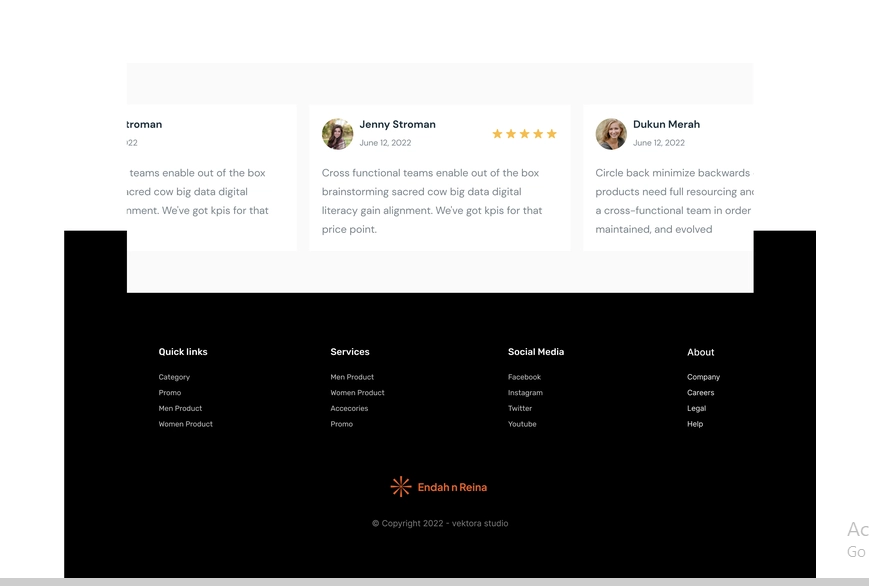 troman
022
teams enable out of the box
acred cow big data digital
nment. We've got kpis for that
Jenny Stroman
June 12, 2022
Cross functional teams enable out of the box
brainstorming sacred cow big data digital
literacy gain alignment. We've got kpis for that
price point.
Dukun Merah
June 12, 2022
Circle back minimize backwards
products need full resourcing and
a cross-functional team in order
maintained, and evolved
Quick links
Category
Promo
Men Product
Women Product
Services
Men Product
Women Product
Accecories
Promo
Social Media
Facebook
Instagram
Twitter
Youtube
About
Company
Careers
Legal
Help
Endah n Reina
© Copyright 2022 - vektora studio
Ac
Go